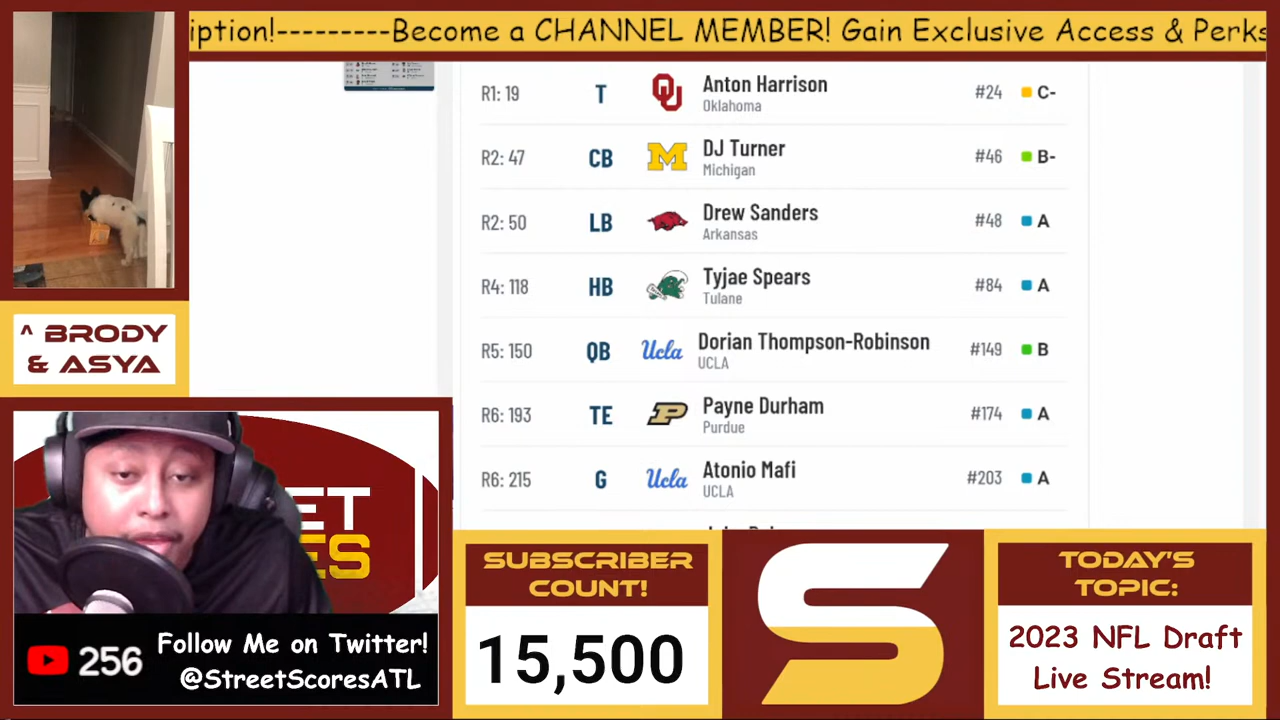 iption!---------Become a CHANNEL MEMBER! Gain Exclusive Access & Perks
R1: 19 T OU Anton Harrison #24 C-
Oklahoma
R2: 47 CB M DJ Turner #46 B-
Michigan
R2: 50 LB Drew Sanders #48 A
Arkansas
R4: 118 HB Tyjae Spears #84 A
Tulane
R5: 150 QB Ucla Dorian Thompson-Robinson #149 B
UCLA
R6: 193 TE P Payne Durham #174 A
Purdue
R6: 215 G Ucla Atonio Mafi #203 A
UCLA
^ BRODY
& ASYA
ET
ES
256 Follow Me on Twitter!
@StreetScoresATL
SUBSCRIBER
COUNT!
15,500
S
TODAY'S
TOPIC:
2023 NFL Draft
Live Stream!